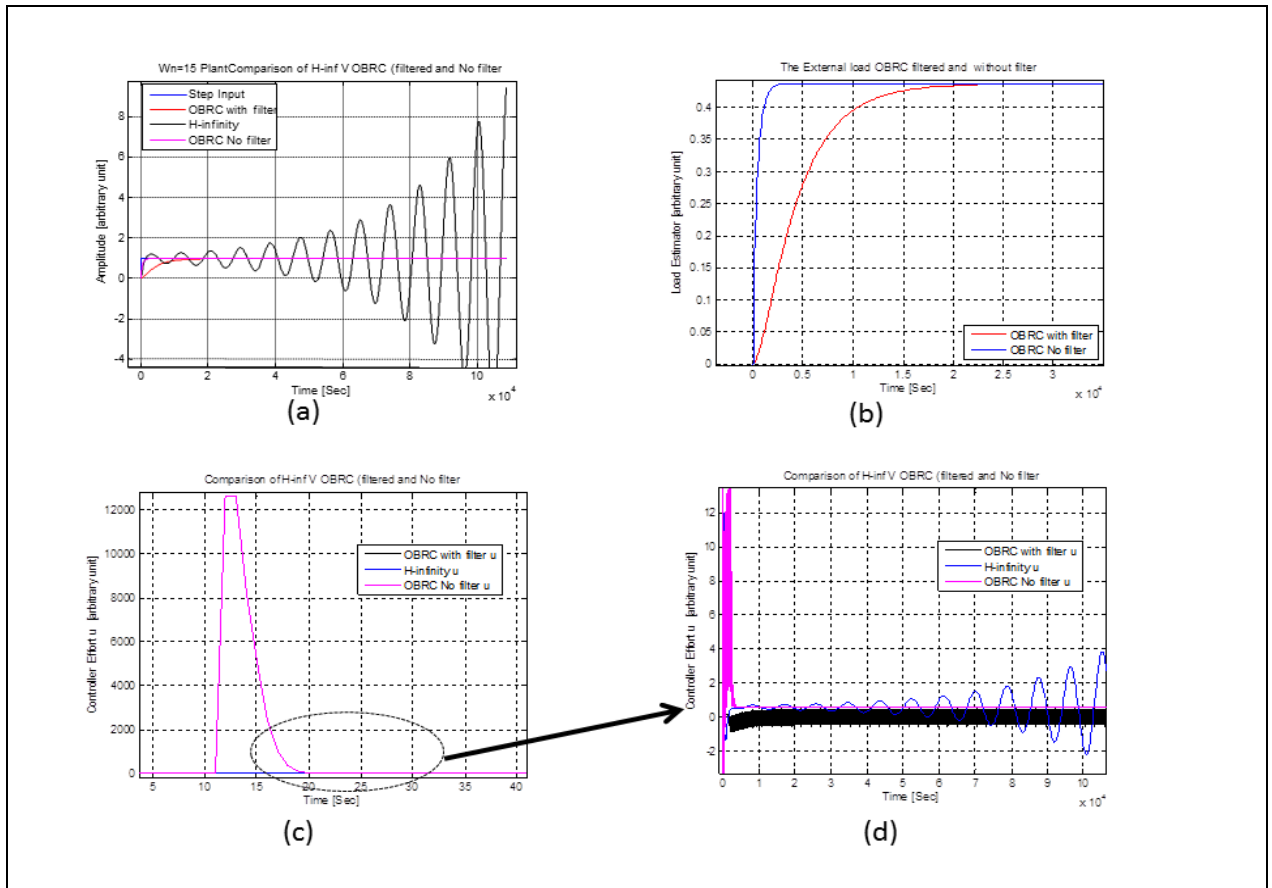 Wn=15 PlantComparison of H-inf V OBRC (filtered and No filter
Step Input
OBRC with filter
H-infinity
OBRC No filter
Amplitude [arbitrary unit]
8
6
4
2
0
-2
-4
0
2
4
6
8
10
Time [Sec]
x 10^4
(a)
The External load OBRC filtered and without filter
Load Estimator [arbitrary unit]
0.4
0.35
0.3
0.25
0.2
0.15
0.1
0.05
0
OBRC with filter
OBRC No filter
0
0.5
1
1.5
2
2.5
3
Time [Sec]
x 10^4
(b)
Comparison of H-inf V OBRC (filtered and No filter
Controller Effort u [arbitrary unit]
12000
10000
8000
6000
4000
2000
0
OBRC with filter u
H-infinity u
OBRC No filter u
5
10
15
20
25
30
35
40
Time [Sec]
(c)
Comparison of H-inf V OBRC (filtered and No filter
Controller Effort u [arbitrary unit]
12
10
8
6
4
2
0
-2
OBRC with filter u
H-infinity u
OBRC No filter u
0
1
2
3
4
5
6
7
8
9
10
Time [Sec]
x 10^4
(d)